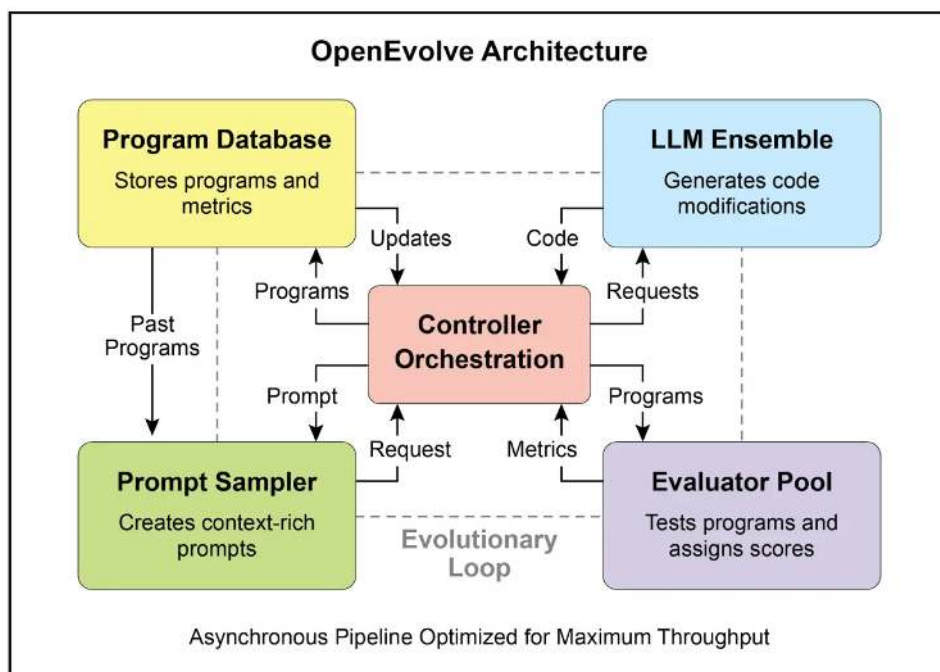 OpenEvolve Architecture
Program Database
Stores programs and
metrics
LLM Ensemble
Generates code
modifications
Updates
Code
Programs
Requests
Past
Programs
Controller
Orchestration
Prompt
Programs
Request
Metrics
Prompt Sampler
Creates context-rich
prompts
Evaluator Pool
Tests programs and
assigns scores
Evolutionary
Loop
Asynchronous Pipeline Optimized for Maximum Throughput